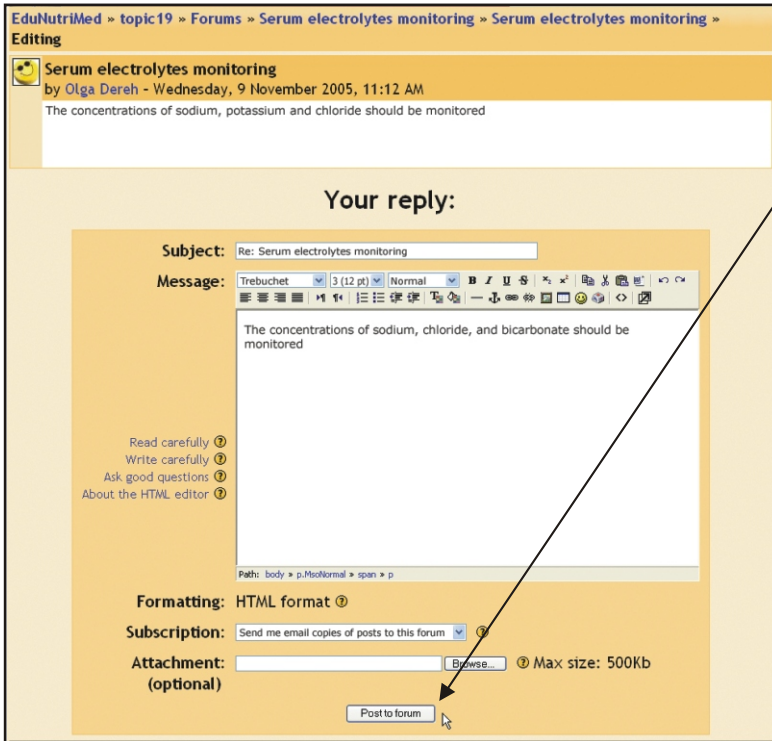 EduNutriMed » topic19 » Forums » Serum electrolytes monitoring » Serum electrolytes monitoring »
Editing
Serum electrolytes monitoring
by Olga Dereh - Wednesday, 9 November 2005, 11:12 AM
The concentrations of sodium, potassium and chloride should be monitored
Your reply:
Subject: Re: Serum electrolytes monitoring
Message: Trebuchet 3 (12 pt) Normal B I U S x₂ x²
The concentrations of sodium, chloride, and bicarbonate should be
monitored
Read carefully
Write carefully
Ask good questions
About the HTML editor
Path: body » p.MsoNormal » span » p
Formatting: HTML format
Subscription: Send me email copies of posts to this forum
Attachment: Browse... Max size: 500Kb
(optional)
Post to forum